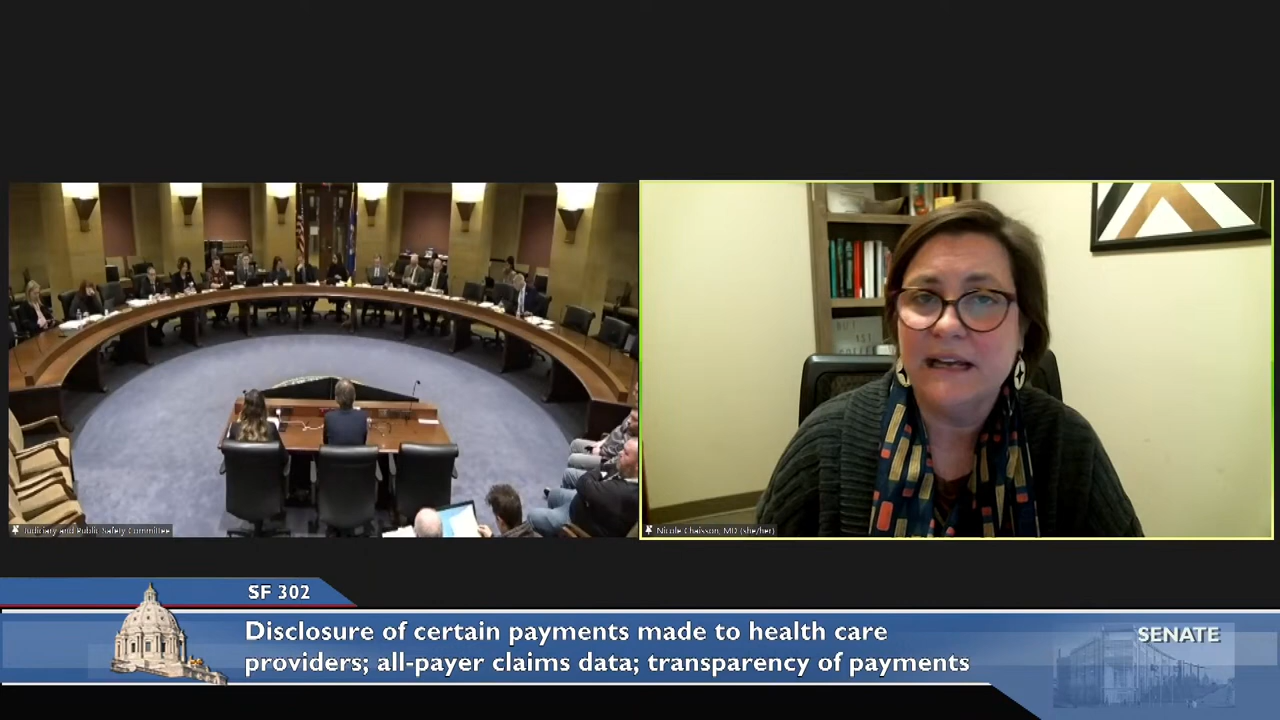 Judiciary and Public Safety Committee
Nicole Chaisson, MD (she/her)
SF 302
Disclosure of certain payments made to health care
providers; all-payer claims data; transparency of payments
SENATE